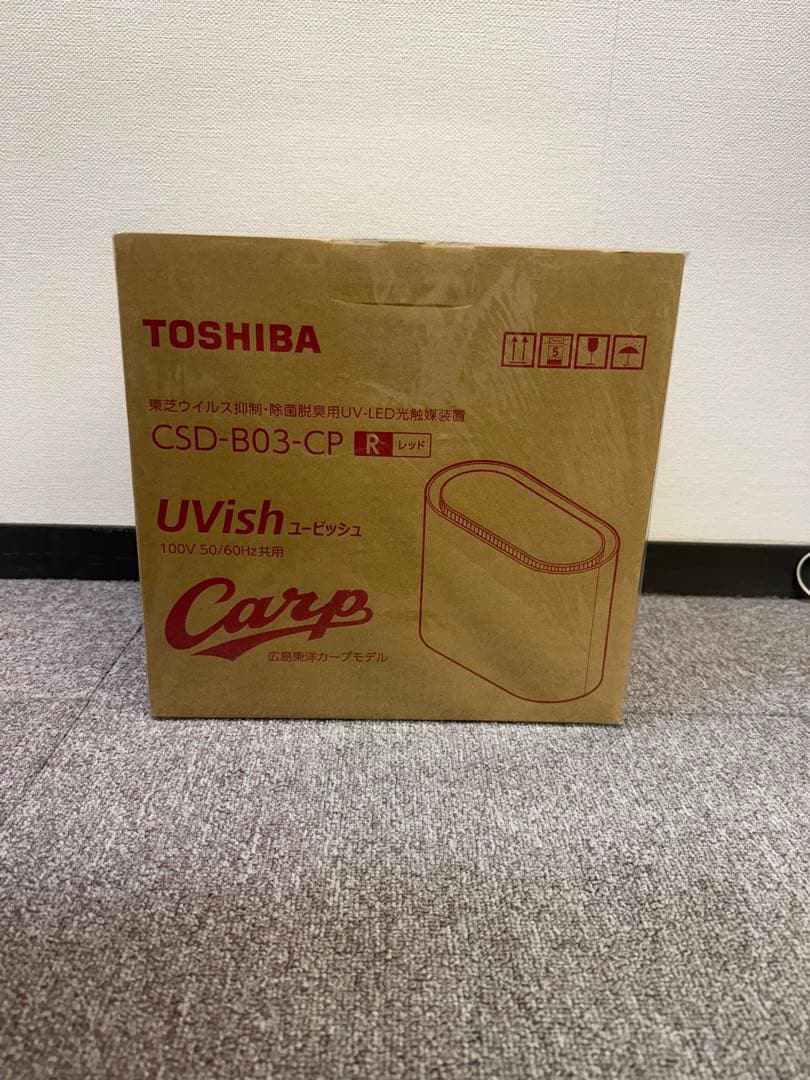 TOSHIBA
5
東芝ウイルス抑制・除菌脱臭用UV-LED光触媒装置
CSD-B03-CP R レッド
UVish ユービッシュ
100V 50/60Hz共用
Carp
広島東洋カープモデル